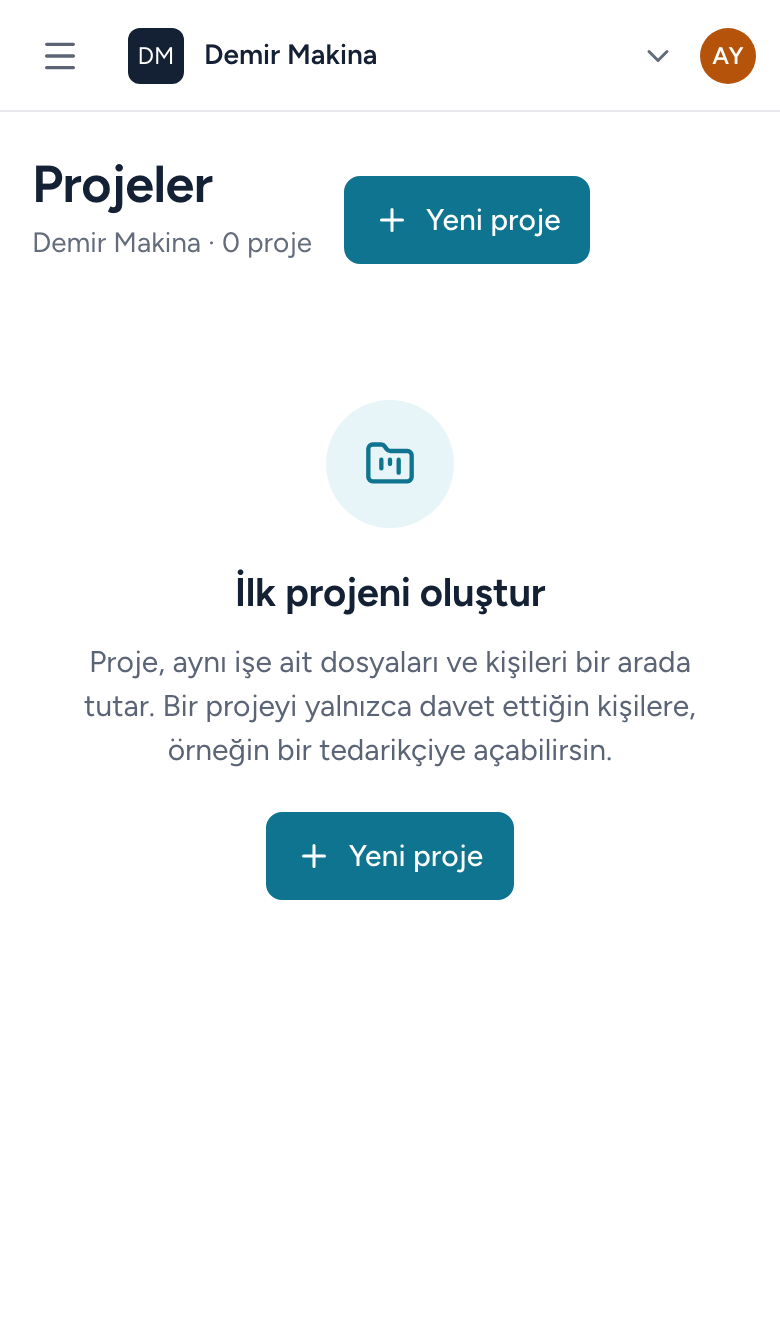 DM Demir Makina AY
Projeler
Demir Makina · 0 proje
Yeni proje
İlk projeni oluştur
Proje, aynı işe ait dosyaları ve kişileri bir arada
tutar. Bir projeyi yalnızca davet ettiğin kişilere,
örneğin bir tedarikçiye açabilirsin.
Yeni proje